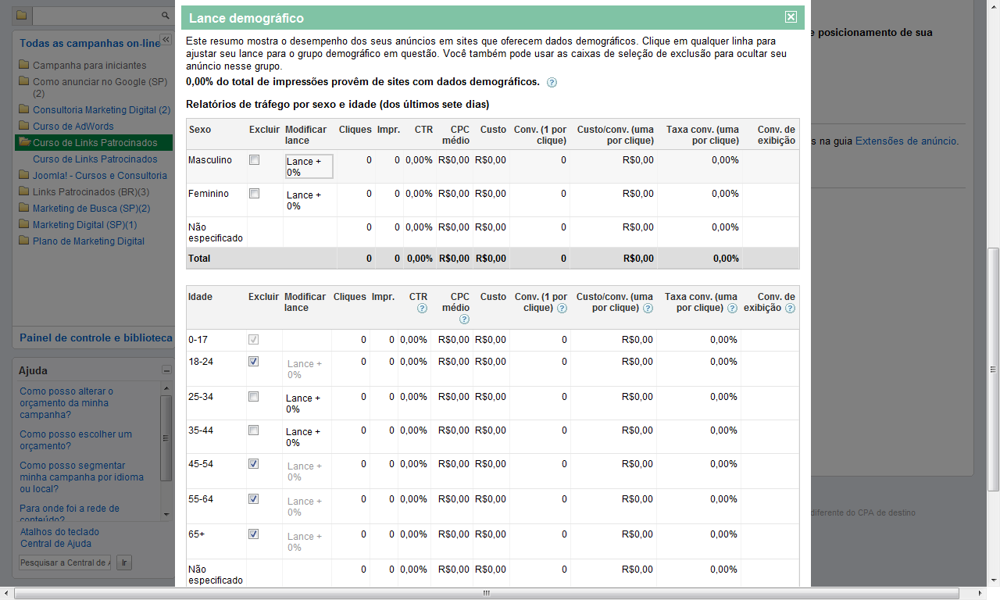 Todas as campanhas on-line
Campanha para iniciantes
Como anunciar no Google (SP)
(2)
Consultoria Marketing Digital (2)
Curso de AdWords
Curso de Links Patrocinados
Curso de Links Patrocinados
Joomla! - Cursos e Consultoria
Links Patrocinados (BR)(3)
Marketing de Busca (SP)(2)
Marketing Digital (SP)(1)
Plano de Marketing Digital
Painel de controle e biblioteca
Ajuda
Como posso alterar o
orçamento da minha
campanha?
Como posso escolher um
orçamento?
Como posso segmentar
minha campanha por idioma
ou local?
Para onde foi a rede de
conteúdo?
Atalhos do teclado
Central de Ajuda
Pesquisar a Central de A
Ir
Lance demográfico
Este resumo mostra o desempenho dos seus anúncios em sites que oferecem dados demográficos. Clique em qualquer linha para
ajustar seu lance para o grupo demográfico em questão. Você também pode usar as caixas de seleção de exclusão para ocultar seu
anúncio nesse grupo.
0,00% do total de impressões provêm de sites com dados demográficos. ?
Relatórios de tráfego por sexo e idade (dos últimos sete dias)
Sexo Excluir Modificar lance Cliques Impr. CTR CPC médio Custo Conv. (1 por clique) Custo/conv. (uma por clique) Taxa conv. (uma por clique) Conv. de exibição
Masculino Lance + 0% 0 0 0,00% R$0,00 R$0,00 0 R$0,00 0,00%
Feminino Lance + 0% 0 0 0,00% R$0,00 R$0,00 0 R$0,00 0,00%
Não especificado 0 0 0,00% R$0,00 R$0,00 0 R$0,00 0,00%
Total 0 0 0,00% R$0,00 R$0,00 0 R$0,00 0,00%
Idade Excluir Modificar lance Cliques Impr. CTR ? CPC médio ? Custo Conv. (1 por clique) ? Custo/conv. (uma por clique) ? Taxa conv. (uma por clique) ? Conv. de exibição ?
0-17 0 0 0,00% R$0,00 R$0,00 0 R$0,00 0,00%
18-24 Lance + 0% 0 0 0,00% R$0,00 R$0,00 0 R$0,00 0,00%
25-34 Lance + 0% 0 0 0,00% R$0,00 R$0,00 0 R$0,00 0,00%
35-44 Lance + 0% 0 0 0,00% R$0,00 R$0,00 0 R$0,00 0,00%
45-54 Lance + 0% 0 0 0,00% R$0,00 R$0,00 0 R$0,00 0,00%
55-64 Lance + 0% 0 0 0,00% R$0,00 R$0,00 0 R$0,00 0,00%
65+ Lance + 0% 0 0 0,00% R$0,00 R$0,00 0 R$0,00 0,00%
Não especificado 0 0 0,00% R$0,00 R$0,00 0 R$0,00 0,00%
e posicionamento de sua
s na guia Extensões de anúncio.
diferente do CPA de destino